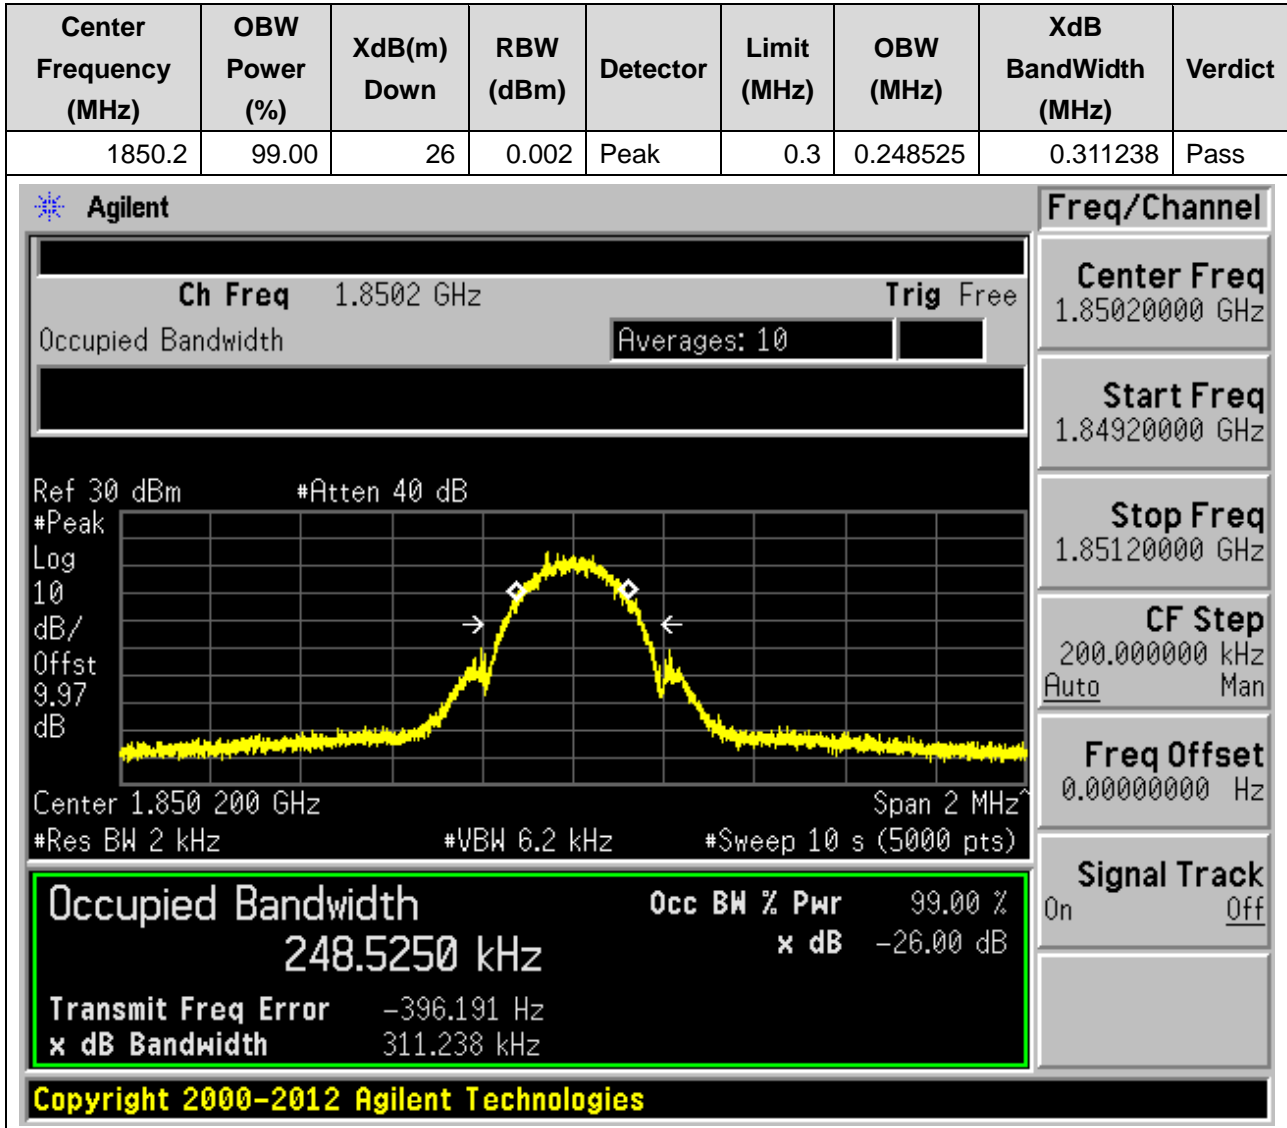 Center Frequency (MHz) OBW Power (%) XdB(m) Down RBW (dBm) Detector Limit (MHz) OBW (MHz) XdB BandWidth (MHz) Verdict
1850.2 99.00 26 0.002 Peak 0.3 0.248525 0.311238 Pass
Agilent
Freq/Channel
Ch Freq 1.8502 GHz Trig Free
Occupied Bandwidth Averages: 10
Center Freq
1.85020000 GHz
Start Freq
1.84920000 GHz
Stop Freq
1.85120000 GHz
CF Step
200.000000 kHz
Auto Man
Freq Offset
0.00000000 Hz
Signal Track
On Off
Ref 30 dBm #Atten 40 dB
#Peak
Log
10
dB/
Offst
9.97
dB
Center 1.850 200 GHz Span 2 MHz^
#Res BW 2 kHz #VBW 6.2 kHz #Sweep 10 s (5000 pts)
Occupied Bandwidth
248.5250 kHz
Occ BW % Pwr 99.00 %
x dB -26.00 dB
Transmit Freq Error -396.191 Hz
x dB Bandwidth 311.238 kHz
Copyright 2000-2012 Agilent Technologies